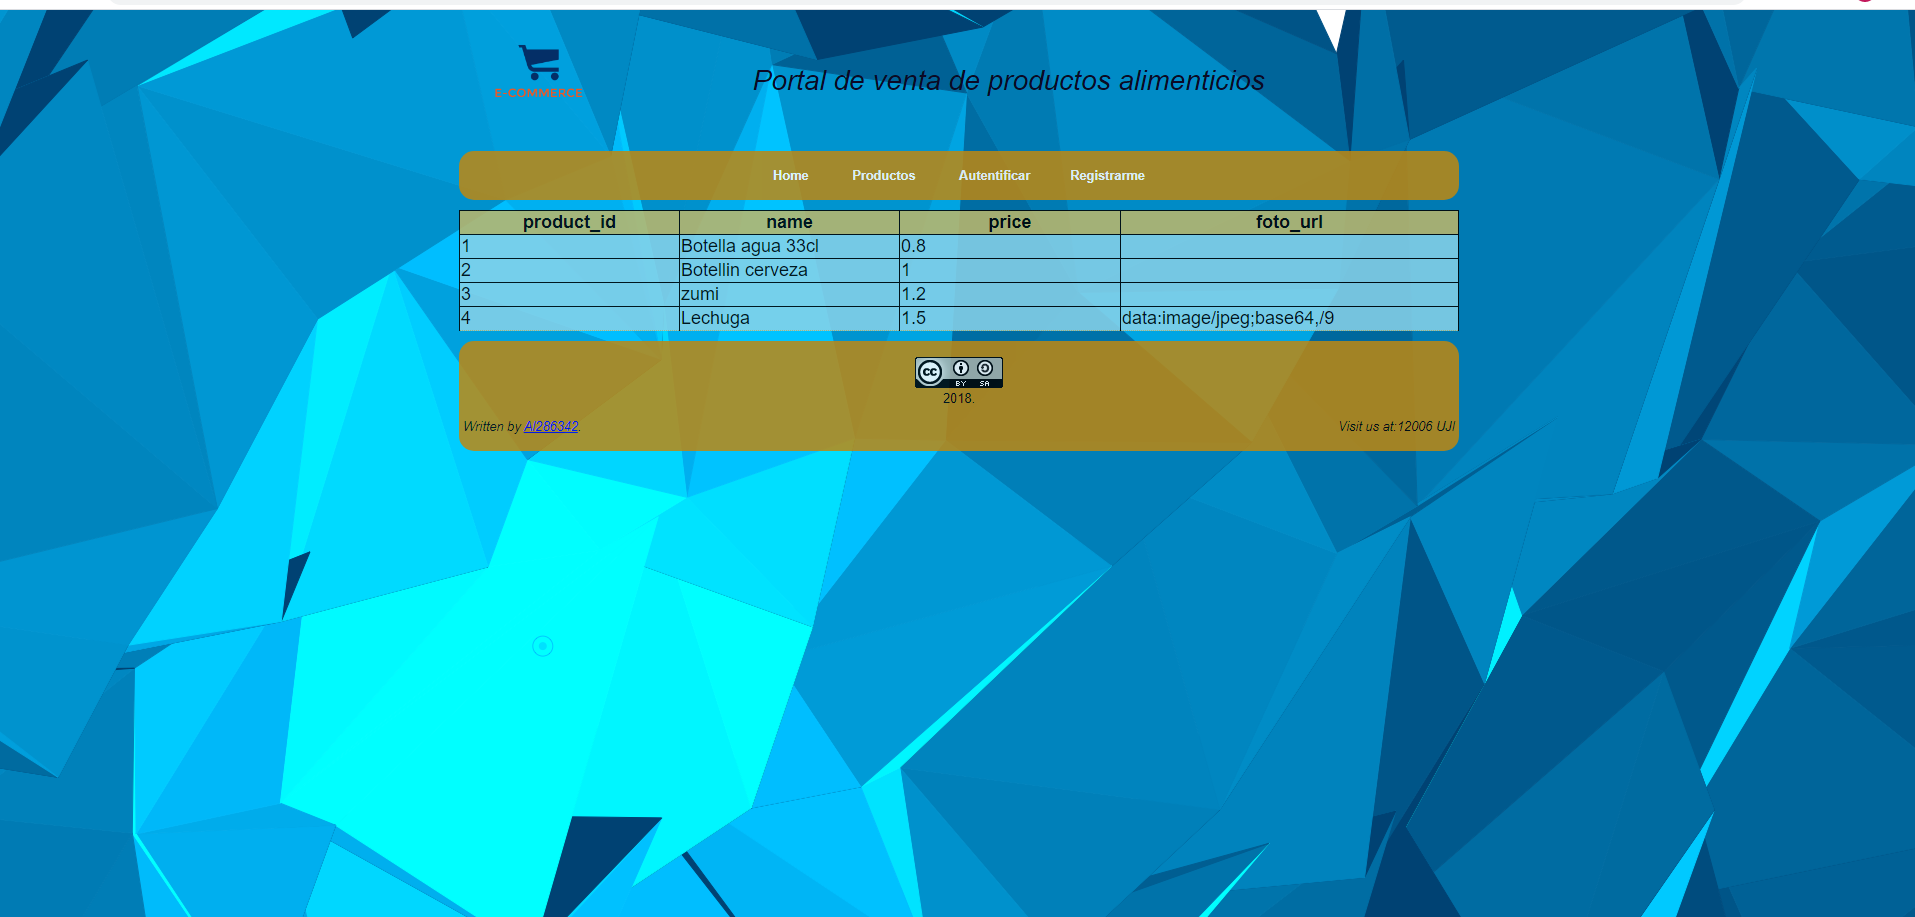 E-COMMERCE
Portal de venta de productos alimenticios
Home Productos Autentificar Registrarme
product_id name price foto_url
1 Botella agua 33cl 0.8
2 Botellin cerveza 1
3 zumi 1.2
4 Lechuga 1.5 data:image/jpeg;base64,/9
cc BY SA
2018.
Written by Al286342. Visit us at:12006 UJI